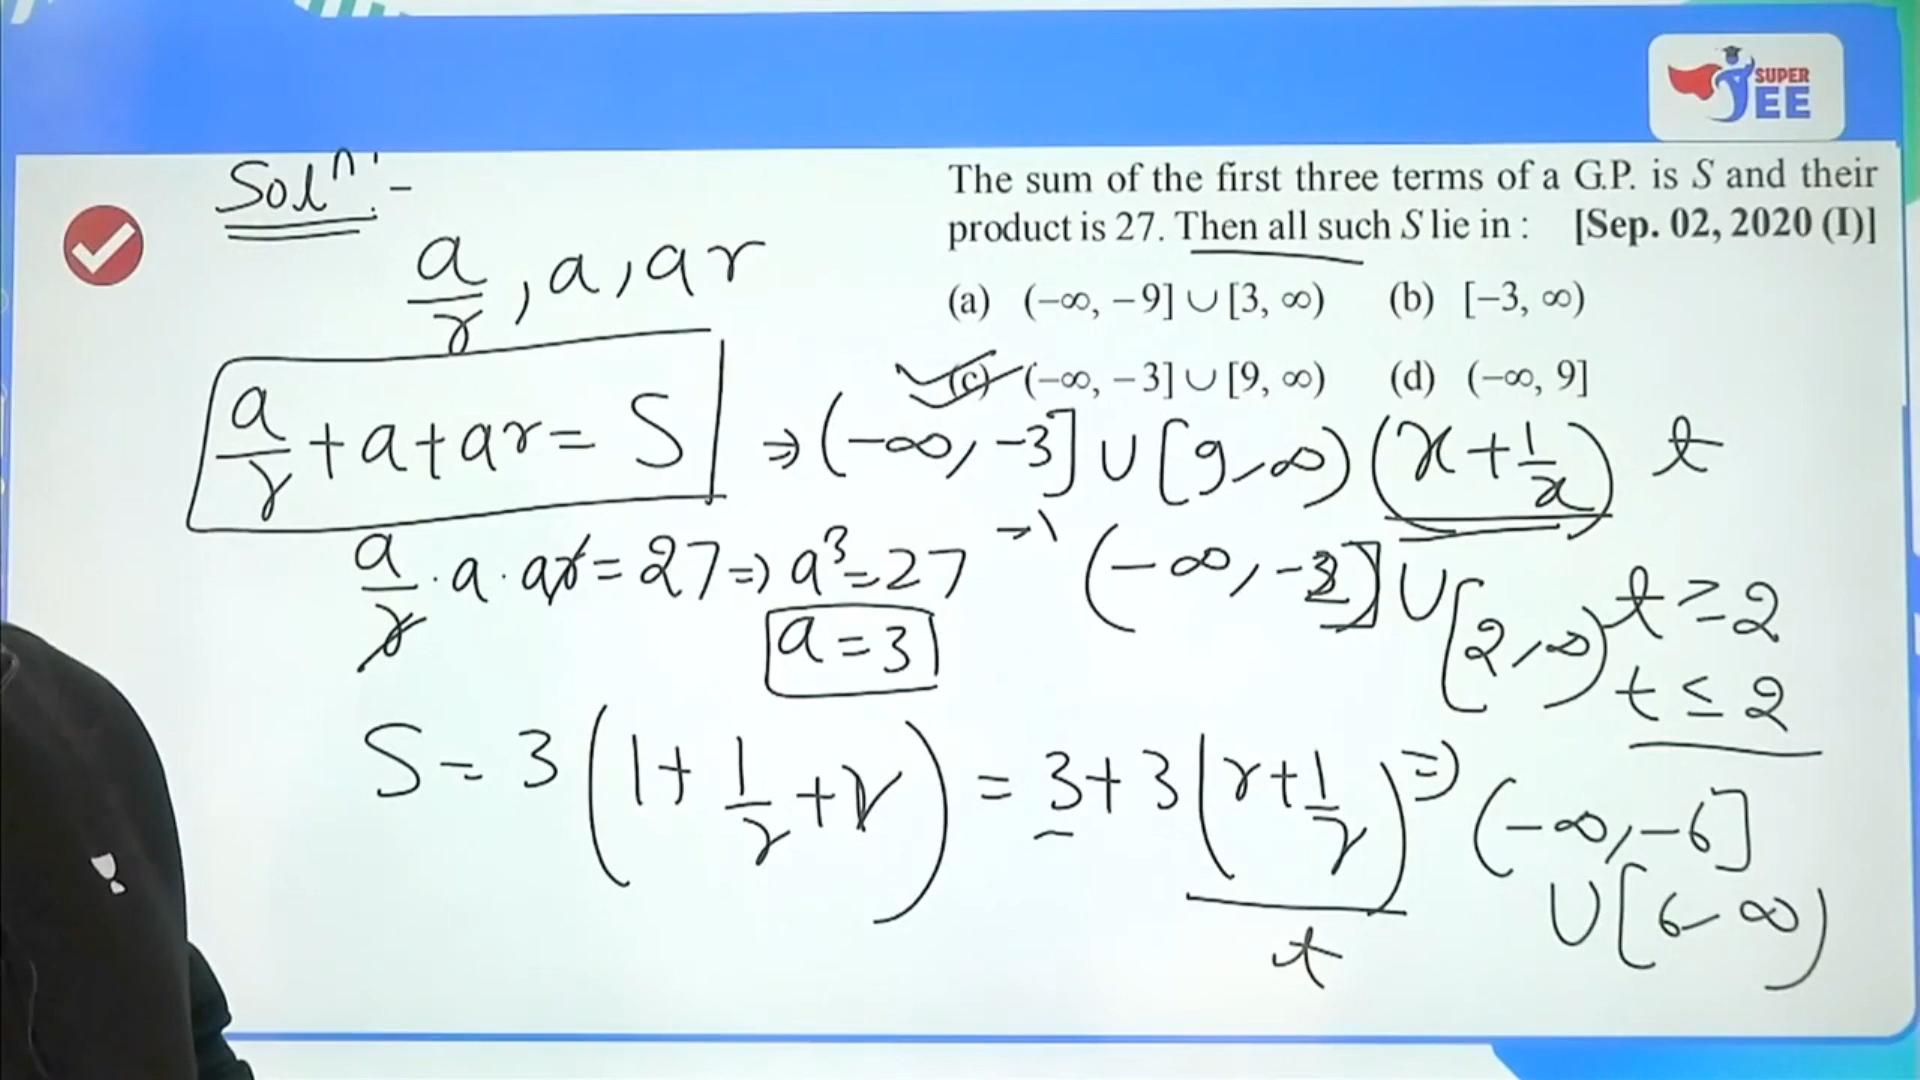 SUPER
JEE
Solⁿ:-
The sum of the first three terms of a G.P. is S and their
product is 27. Then all such S lie in : [Sep. 02, 2020 (I)]
(a) (−∞, −9] ∪ [3, ∞) (b) [−3, ∞)
(c) (−∞, −3] ∪ [9, ∞) (d) (−∞, 9]
a/r, a, ar
a/r + a + ar = S ⇒ (−∞, −3] ∪ [9, ∞) (x + 1/x) t
a/r · a · ar = 27 ⇒ a³ = 27
(−∞, −2] ∪ [2, ∞) t ≥ 2
a = 3
t ≤ 2
S = 3(1 + 1/r + r) = 3 + 3(r + 1/r) ⇒ (−∞, −6]
∪ [6, ∞)
t